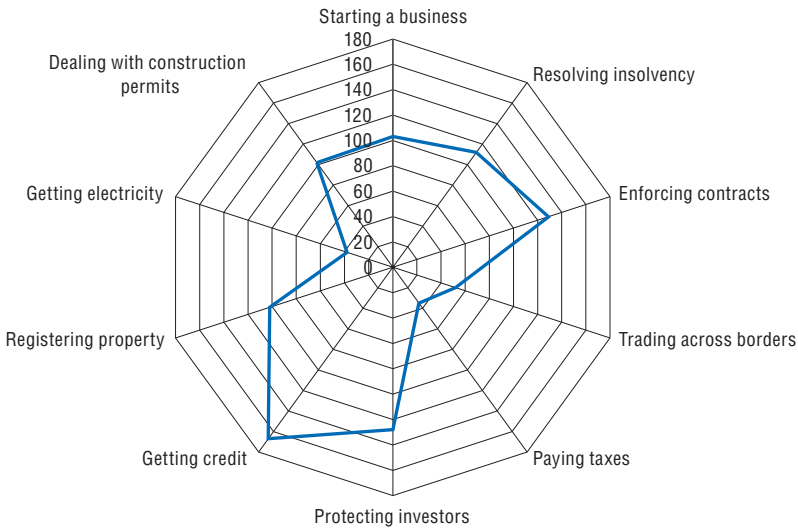 Starting a business
180
Dealing with construction
permits
160
Resolving insolvency
140
120
100
80
Getting electricity
Enforcing contracts
60
40
20
0
Registering property
Trading across borders
Getting credit
Paying taxes
Protecting investors